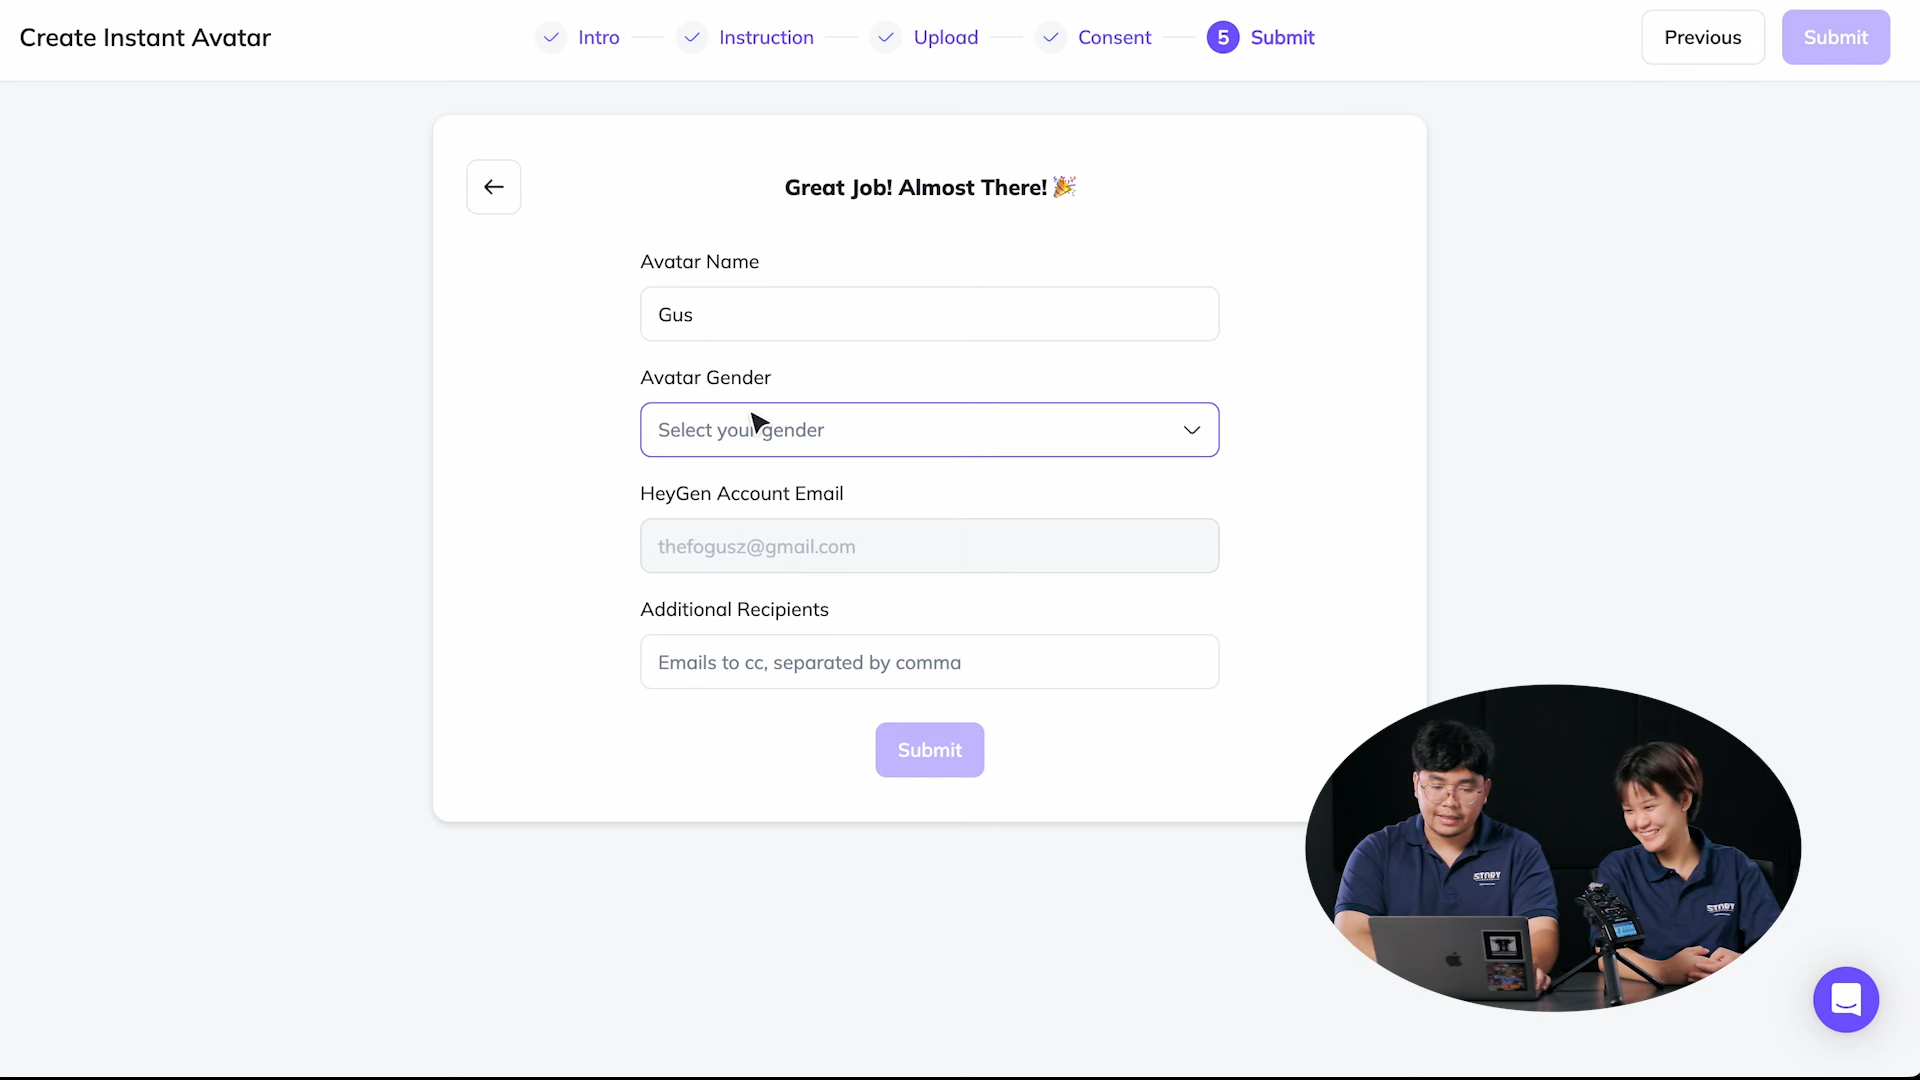 Create Instant Avatar
Intro
Instruction
Upload
Consent
5 Submit
Previous
Submit
Great Job! Almost There! 🎉
Avatar Name
Gus
Avatar Gender
Select your gender
HeyGen Account Email
thefogusz@gmail.com
Additional Recipients
Emails to cc, separated by comma
Submit
STORY
STORY